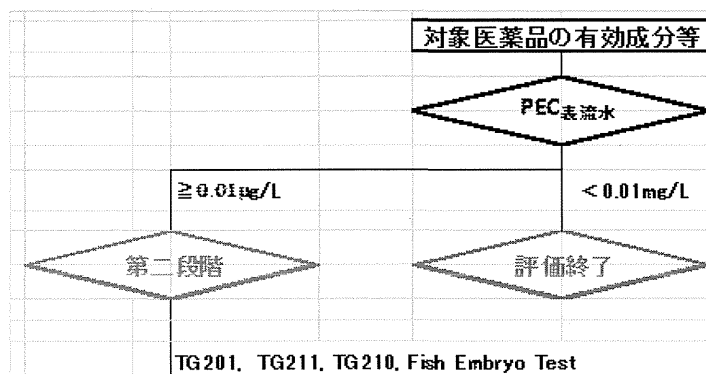 対象医薬品の有効成分等
PEC表流水
≧0.01μg/L
<0.01mg/L
第二段階
評価終了
TG201, TG211, TG210, Fish Embryo Test